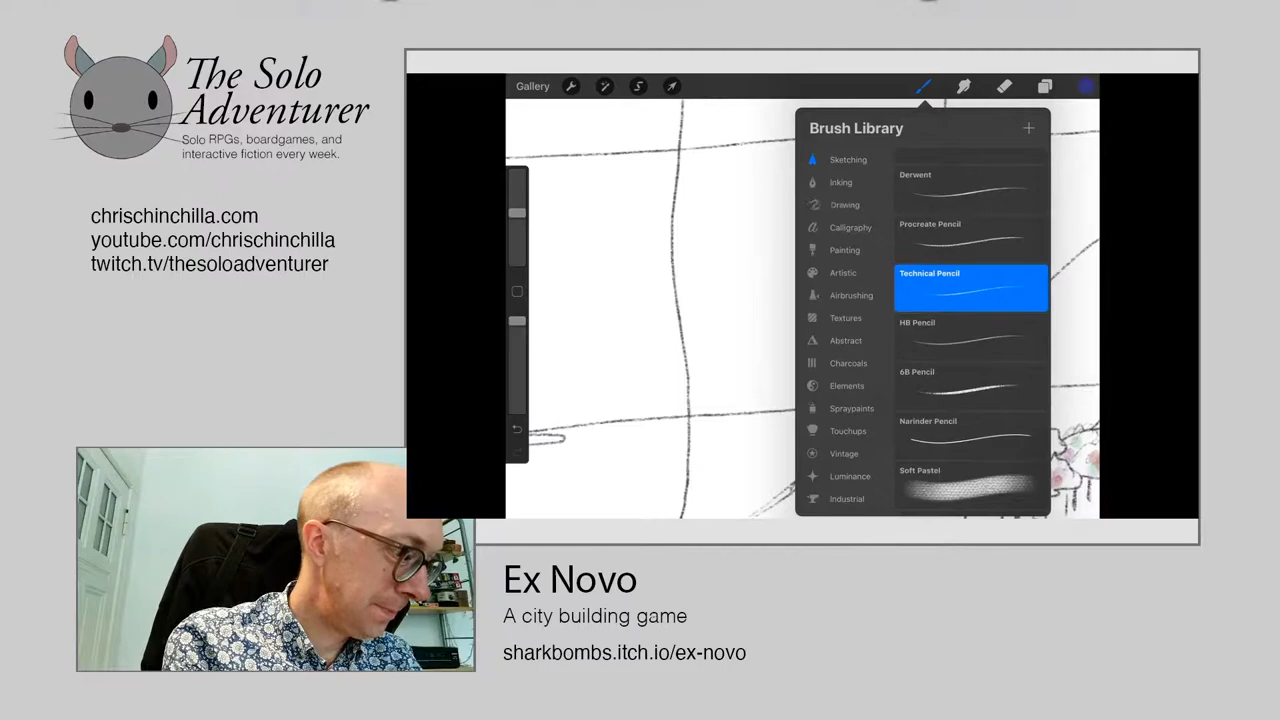 The Solo
Adventurer
Solo RPGs, boardgames, and
interactive fiction every week.
chrischinchilla.com
youtube.com/chrischinchilla
twitch.tv/thesoloadventurer
Gallery
Brush Library
Sketching
Inking
Drawing
Calligraphy
Painting
Artistic
Airbrushing
Textures
Abstract
Charcoals
Elements
Spraypaints
Touchups
Vintage
Luminance
Industrial
Derwent
Procreate Pencil
Technical Pencil
HB Pencil
6B Pencil
Narinder Pencil
Soft Pastel
Ex Novo
A city building game
sharkbombs.itch.io/ex-novo